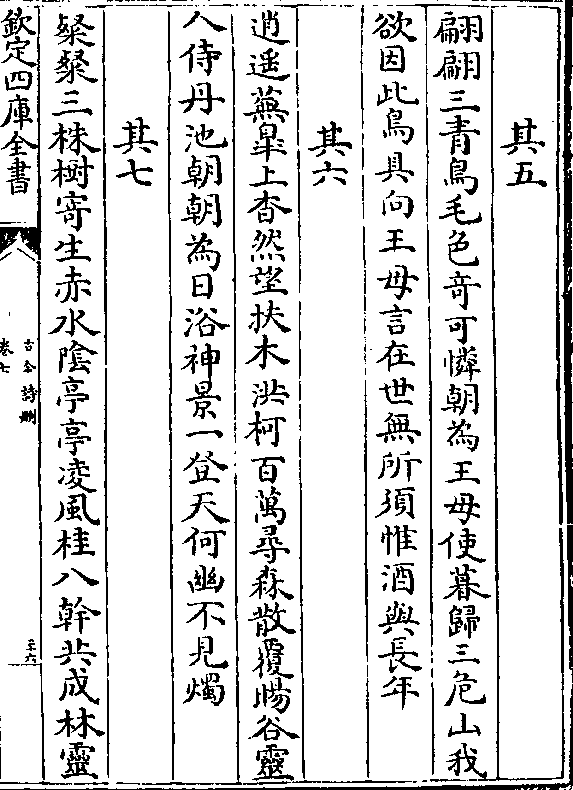 其五
翩翩三青鳥毛色竒可憐朝為王母使暮歸三危山我
欲因此鳥具向王母言在世無所須惟酒與長年
其六
逍遥蕪臯上杳然望扶木洪柯百萬尋森散覆暘谷靈
人侍丹池朝朝為日浴神景一登天何幽不見燭
其七
粲粲三株樹寄生赤水陰亭亭凌風桂八幹共成林靈
欽定四庫全書
古今詩刪
卷七
二十六